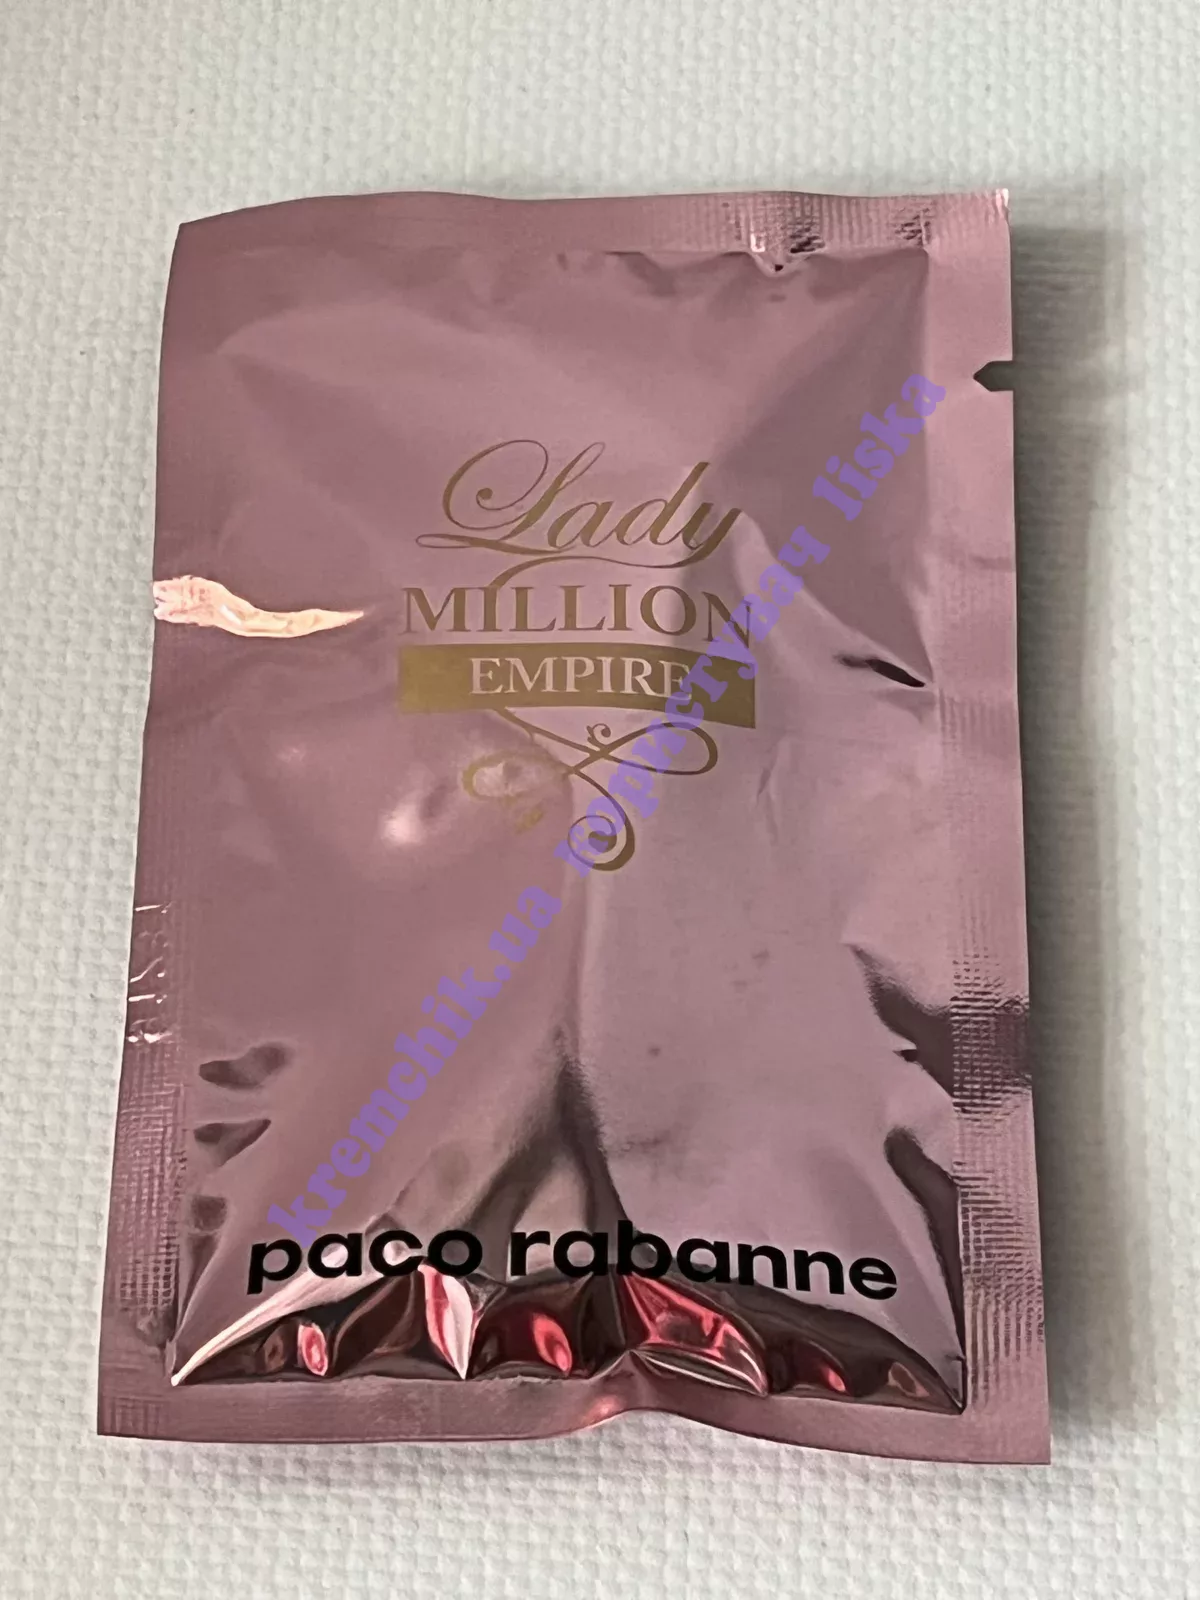 Lady
MILLION
EMPIRE
kremchik.ua користувач liska
paco rabanne